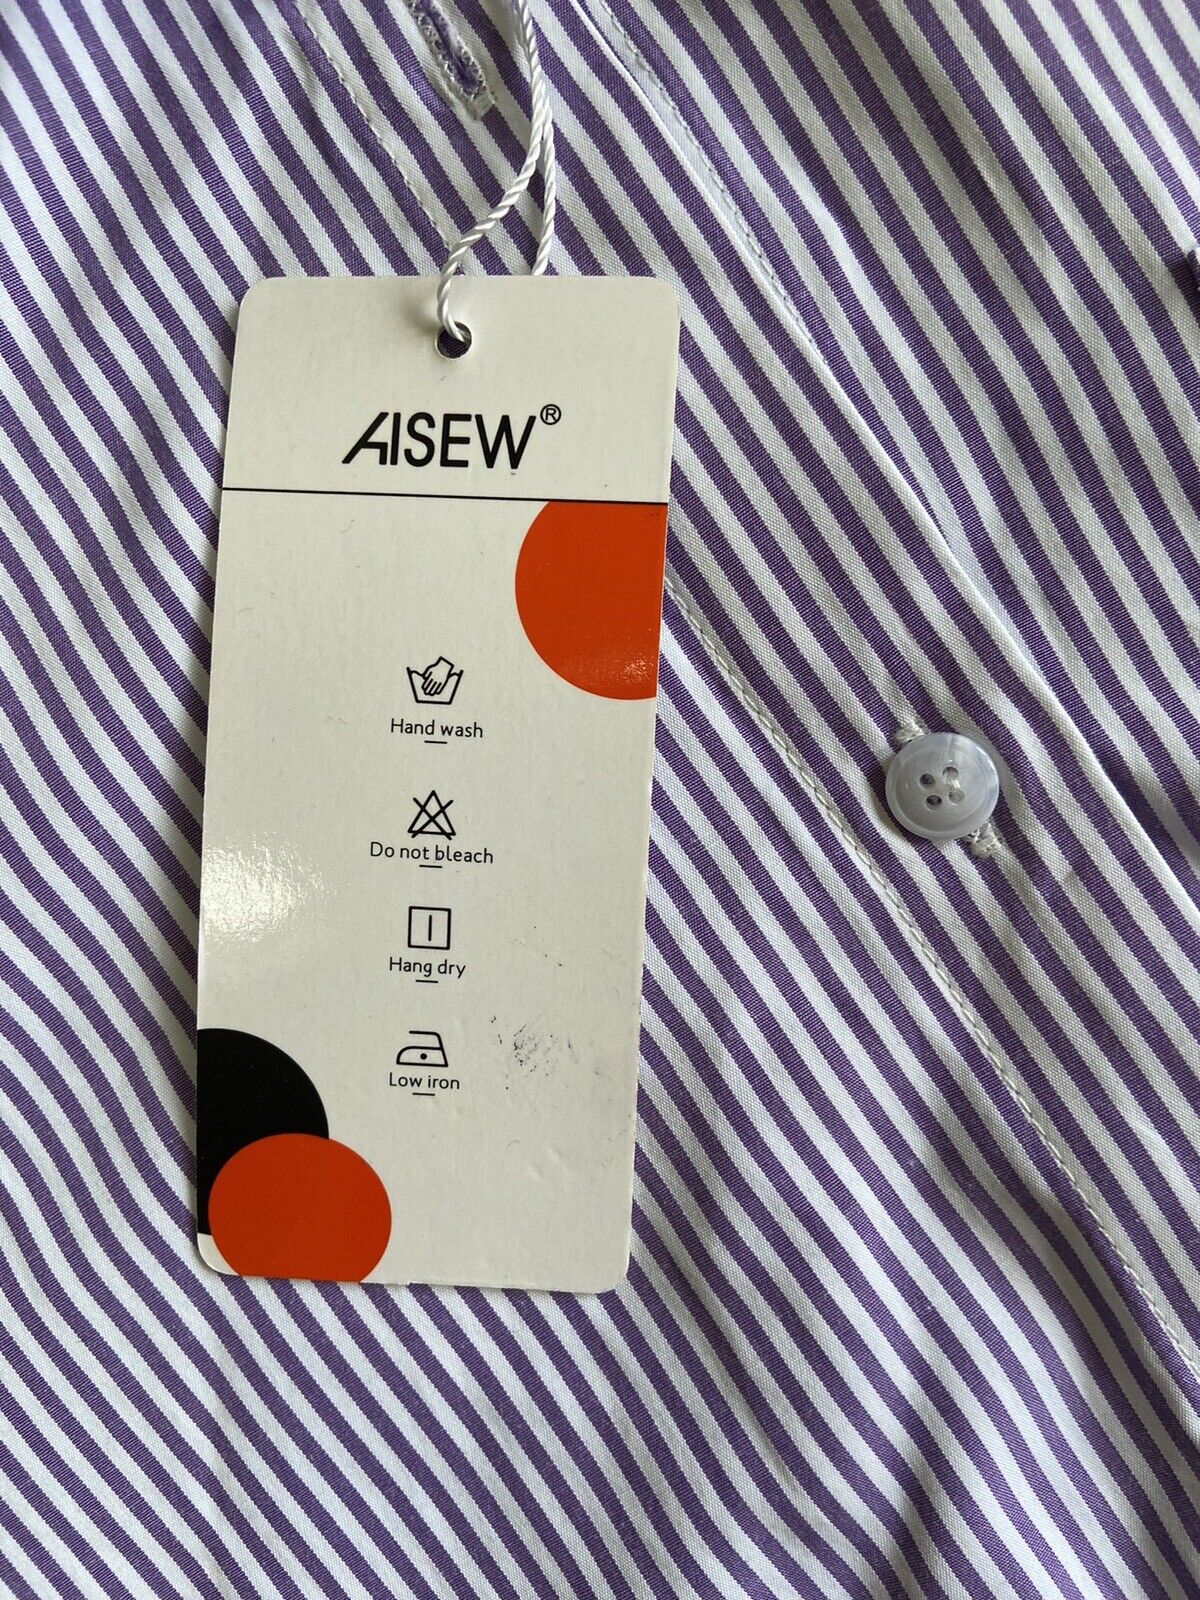 AISEW®
Hand wash
Do not bleach
Hang dry
Low iron